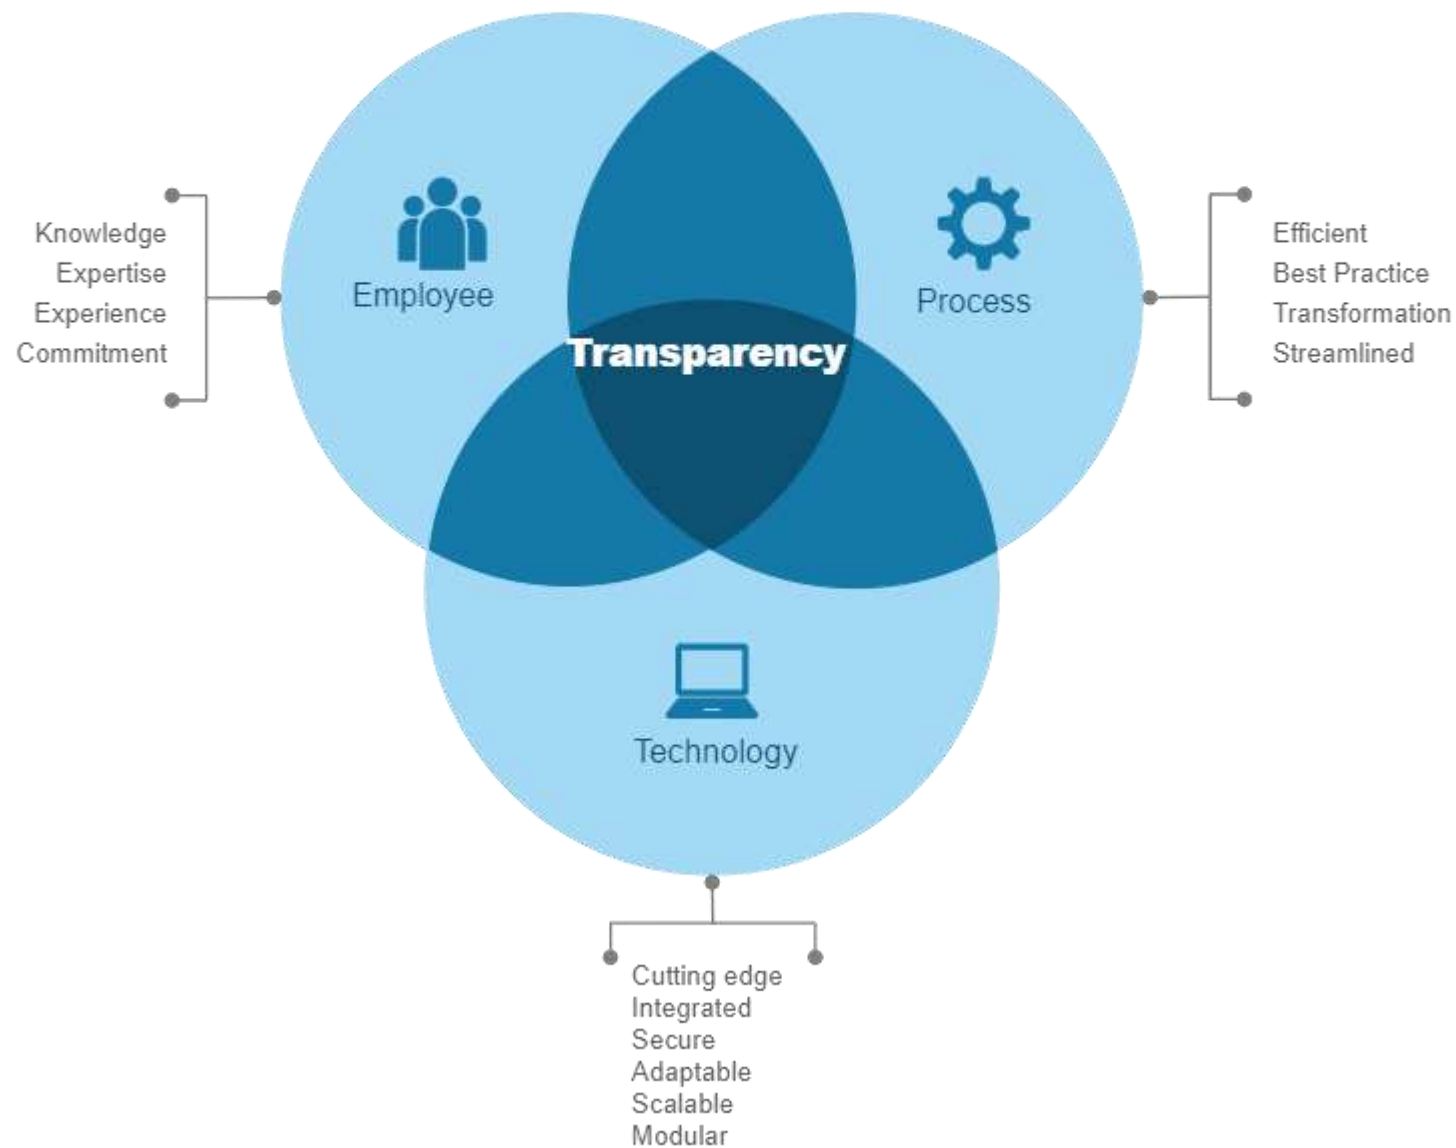 Knowledge
Expertise
Experience
Commitment
Employee
Transparency
Process
Efficient
Best Practice
Transformation
Streamlined
Technology
Cutting edge
Integrated
Secure
Adaptable
Scalable
Modular